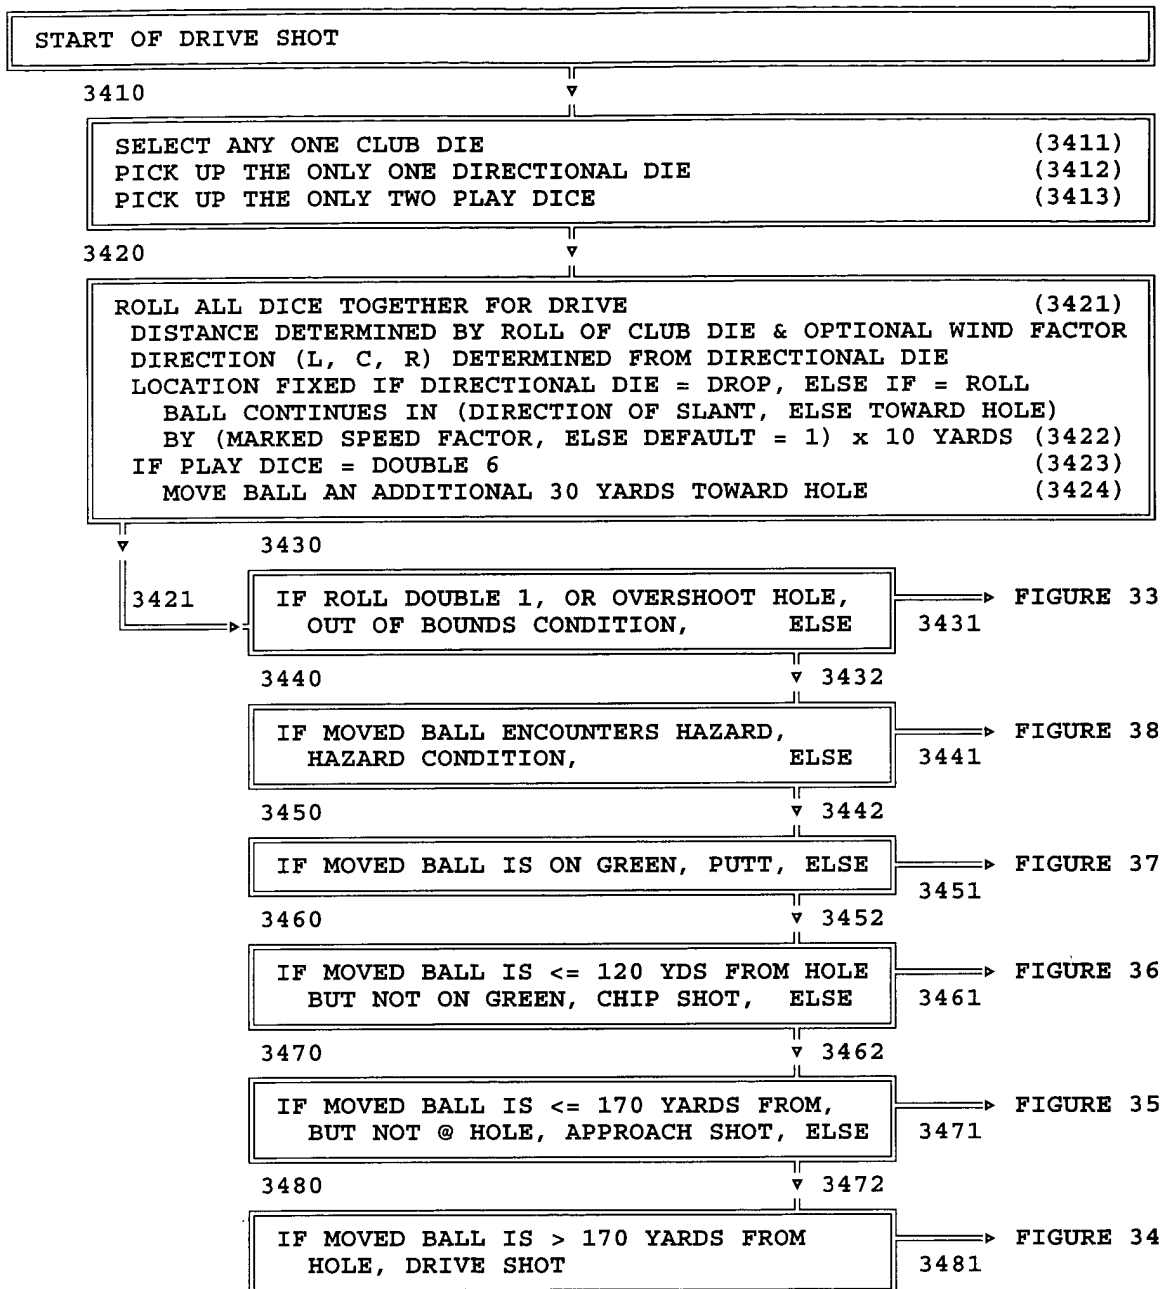 START OF DRIVE SHOT
3410
SELECT ANY ONE CLUB DIE (3411)
PICK UP THE ONLY ONE DIRECTIONAL DIE (3412)
PICK UP THE ONLY TWO PLAY DICE (3413)
3420
ROLL ALL DICE TOGETHER FOR DRIVE (3421)
DISTANCE DETERMINED BY ROLL OF CLUB DIE & OPTIONAL WIND FACTOR
DIRECTION (L, C, R) DETERMINED FROM DIRECTIONAL DIE
LOCATION FIXED IF DIRECTIONAL DIE = DROP, ELSE IF = ROLL
BALL CONTINUES IN (DIRECTION OF SLANT, ELSE TOWARD HOLE)
BY (MARKED SPEED FACTOR, ELSE DEFAULT = 1) x 10 YARDS (3422)
IF PLAY DICE = DOUBLE 6 (3423)
MOVE BALL AN ADDITIONAL 30 YARDS TOWARD HOLE (3424)
3430
3421
IF ROLL DOUBLE 1, OR OVERSHOOT HOLE, FIGURE 33
OUT OF BOUNDS CONDITION, ELSE 3431
3440 3432
IF MOVED BALL ENCOUNTERS HAZARD, FIGURE 38
HAZARD CONDITION, ELSE 3441
3450 3442
IF MOVED BALL IS ON GREEN, PUTT, ELSE FIGURE 37
3451
3460 3452
IF MOVED BALL IS <= 120 YDS FROM HOLE FIGURE 36
BUT NOT ON GREEN, CHIP SHOT, ELSE 3461
3470 3462
IF MOVED BALL IS <= 170 YARDS FROM, FIGURE 35
BUT NOT @ HOLE, APPROACH SHOT, ELSE 3471
3480 3472
IF MOVED BALL IS > 170 YARDS FROM FIGURE 34
HOLE, DRIVE SHOT 3481